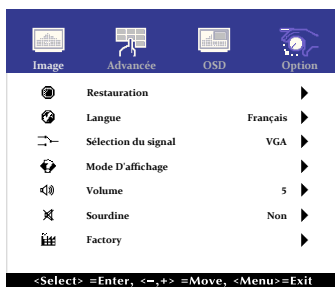 Image Avancée OSD Option
Restauration
Langue Français
Sélection du signal VGA
Mode D'affichage
Volume 5
Sourdine Non
Factory
<Select> =Enter, <−,+> =Move, <Menu>=Exit